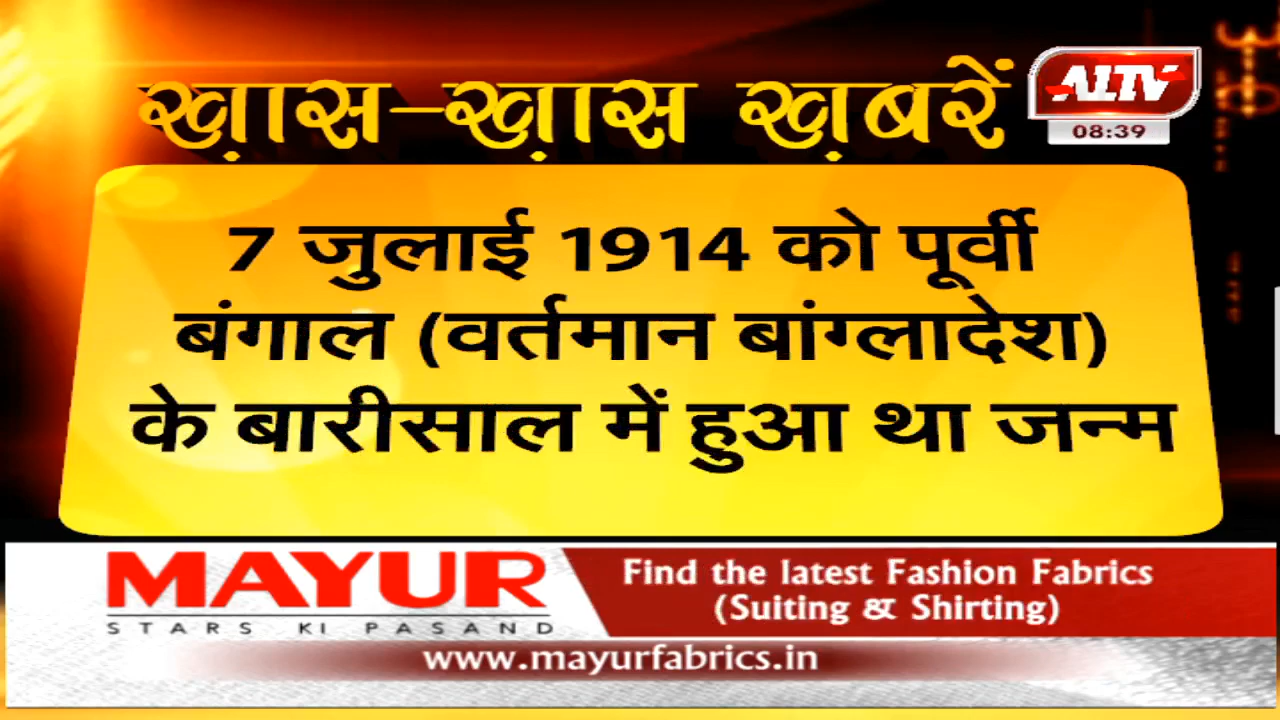 ख़ास-ख़ास ख़बरें
ALTV
08:39
7 जुलाई 1914 को पूर्वी
बंगाल (वर्तमान बांग्लादेश)
के बारीसाल में हुआ था जन्म
MAYUR
STARS KI PASAND
Find the latest Fashion Fabrics
(Suiting & Shirting)
www.mayurfabrics.in